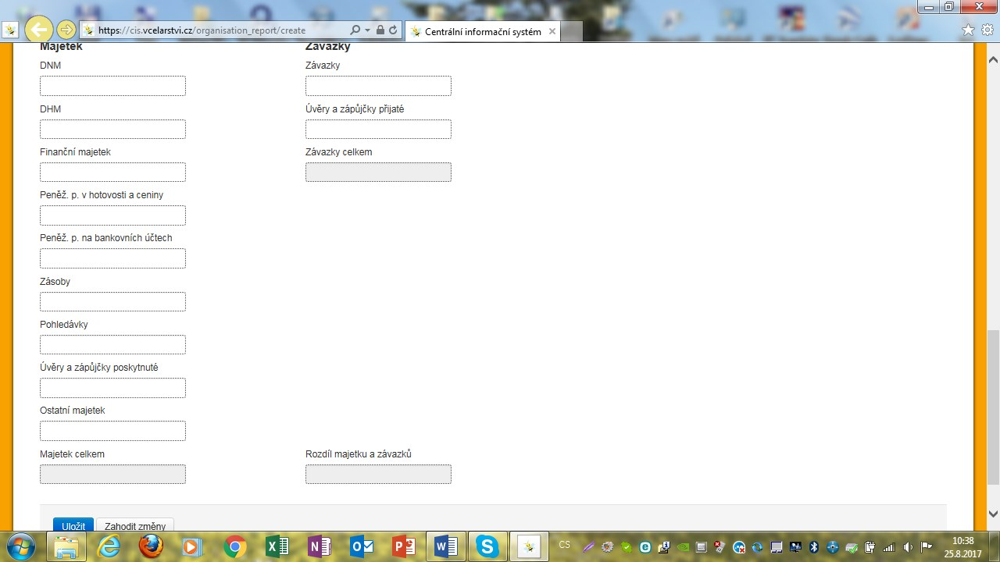 https://cis.vcelarstvi.cz/organisation_report/create
Centrální informační systém
Majetek
Závazky
DNM
Závazky
DHM
Úvěry a zápůjčky přijaté
Finanční majetek
Závazky celkem
Peněž. p. v hotovosti a ceniny
Peněž. p. na bankovních účtech
Zásoby
Pohledávky
Úvěry a zápůjčky poskytnuté
Ostatní majetek
Majetek celkem
Rozdíl majetku a závazků
Uložit
Zahodit změny
CS
10:38
25.8.2017